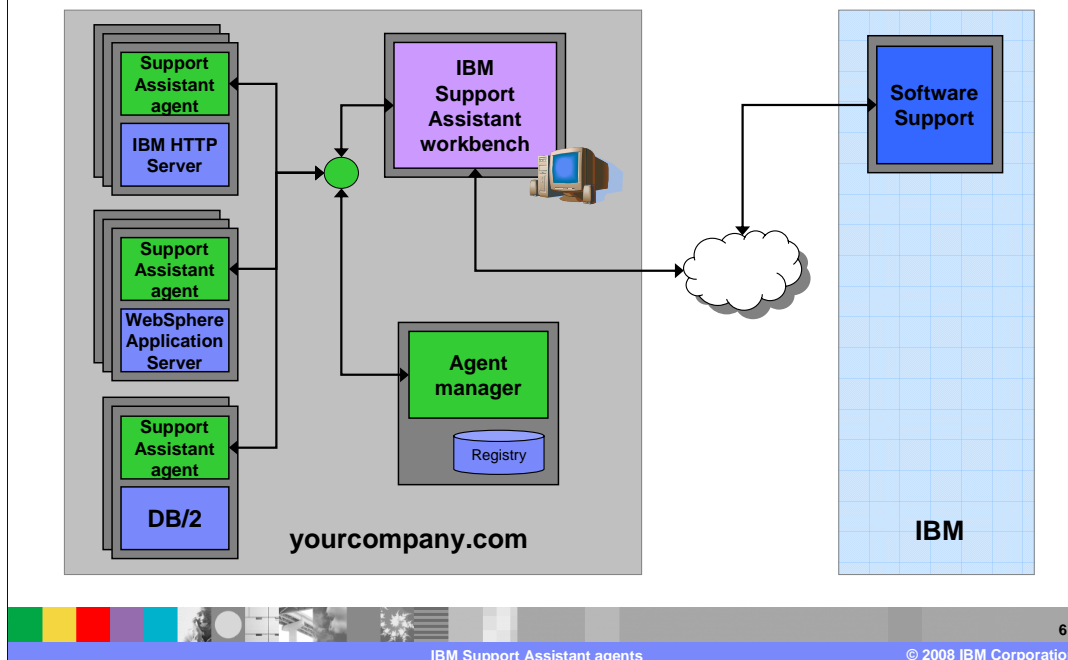 Support
Assistant
agent
IBM HTTP
Server
Support
Assistant
agent
WebSphere
Application
Server
Support
Assistant
agent
DB/2
IBM
Support
Assistant
workbench
Agent
manager
Registry
yourcompany.com
Software
Support
IBM
6
IBM Support Assistant agents
© 2008 IBM Corporatio